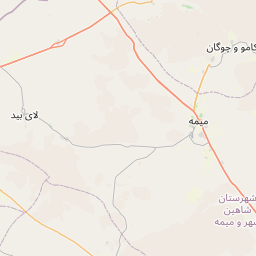 کامو و چوگان
میمه
لای بید
شهرستان
شاهین
شهر و میمه